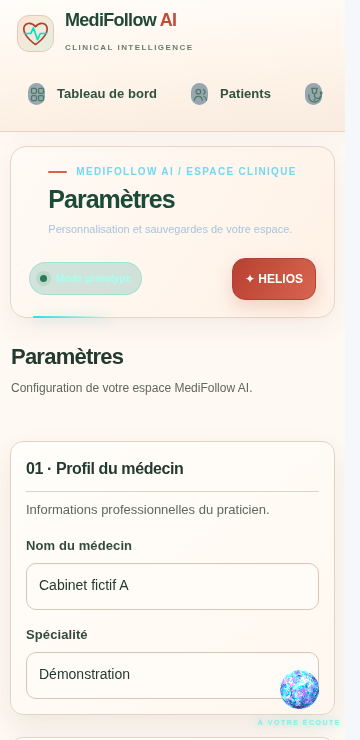 MediFollow AI
CLINICAL INTELLIGENCE
Tableau de bord
Patients
MEDIFOLLOW AI / ESPACE CLINIQUE
Paramètres
Personnalisation et sauvegardes de votre espace.
Mode prototype
✦ HELIOS
Paramètres
Configuration de votre espace MediFollow AI.
01 · Profil du médecin
Informations professionnelles du praticien.
Nom du médecin
Cabinet fictif A
Spécialité
Démonstration
À VOTRE ÉCOUTE